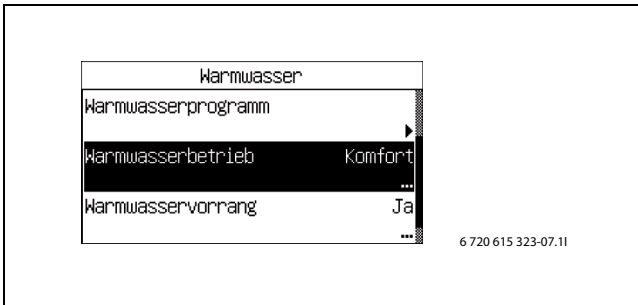 Warmwasser
Warmwasserprogramm
Warmwasserbetrieb Komfort
...
Warmwasservorrang Ja
...
6 720 615 323-07.1I